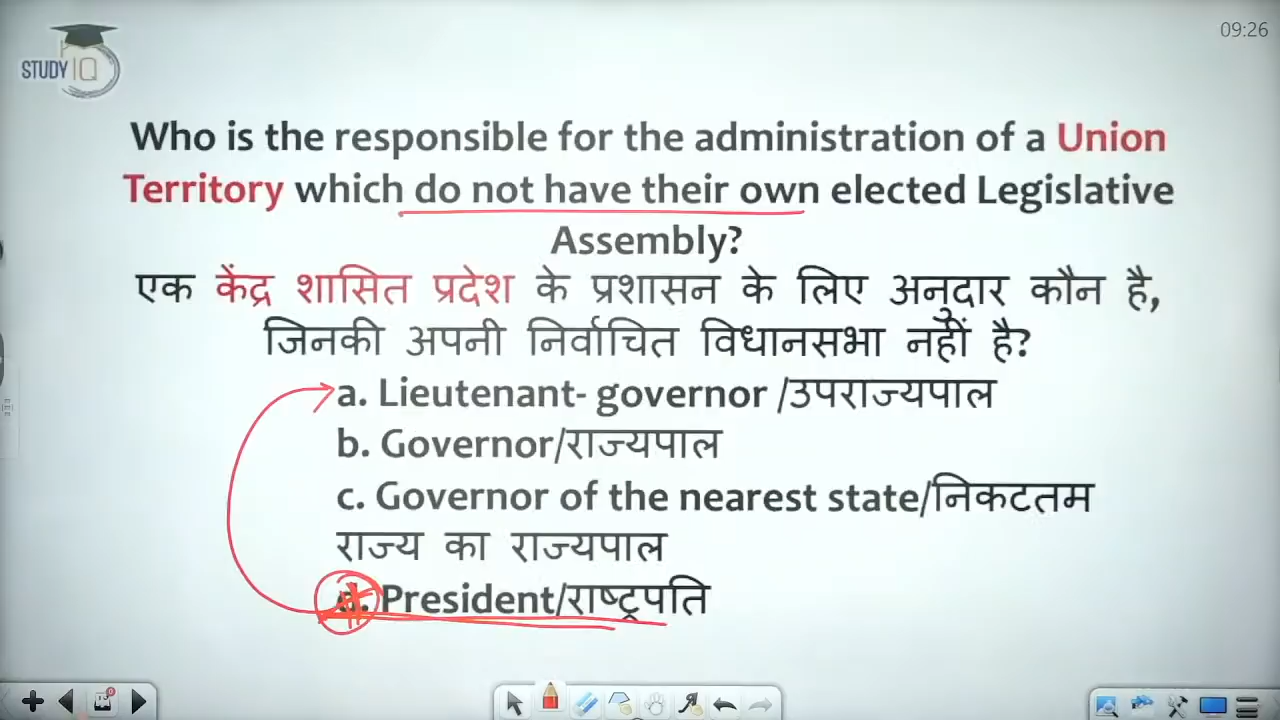 09:26
STUDY IQ
Who is the responsible for the administration of a Union
Territory which do not have their own elected Legislative
Assembly?
एक केंद्र शासित प्रदेश के प्रशासन के लिए अनुदार कौन है,
जिनकी अपनी निर्वाचित विधानसभा नहीं है?
a. Lieutenant- governor /उपराज्यपाल
b. Governor/राज्यपाल
c. Governor of the nearest state/निकटतम
राज्य का राज्यपाल
d. President/राष्ट्रपति